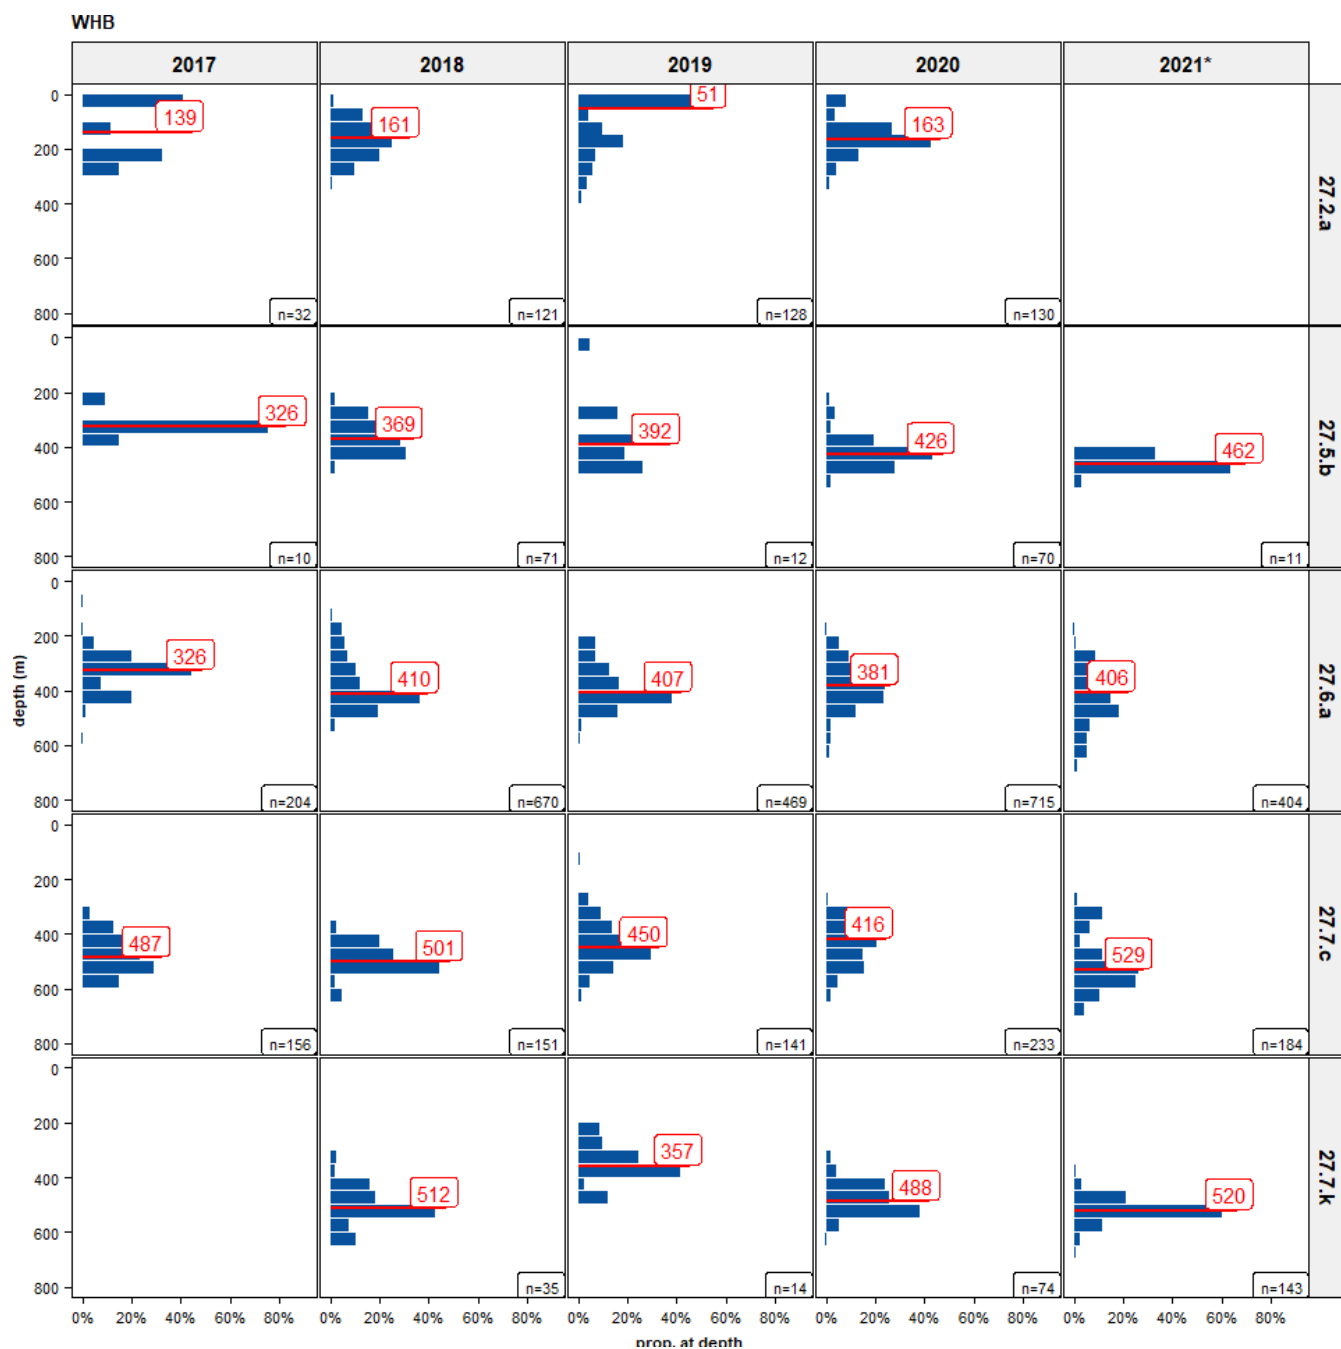 WHB
2017 2018 2019 2020 2021*
0 139 161 51 163 27.2.a
200
400
600
800 n=32 n=121 n=128 n=130
0 27.5.b
200 326 369 392 426 462
400
600
800 n=10 n=71 n=12 n=70 n=11
0 27.6.a
200 326 410 407 381 406
400
600
800 n=204 n=670 n=469 n=715 n=404
depth (m)
0 27.7.c
200
400 487 501 450 416 529
600
800 n=156 n=151 n=141 n=233 n=184
0 27.7.k
200 357
400 512 488 520
600
800 n=35 n=14 n=74 n=143
0% 20% 40% 60% 80% 0% 20% 40% 60% 80% 0% 20% 40% 60% 80% 0% 20% 40% 60% 80% 0% 20% 40% 60% 80%
prop. at depth